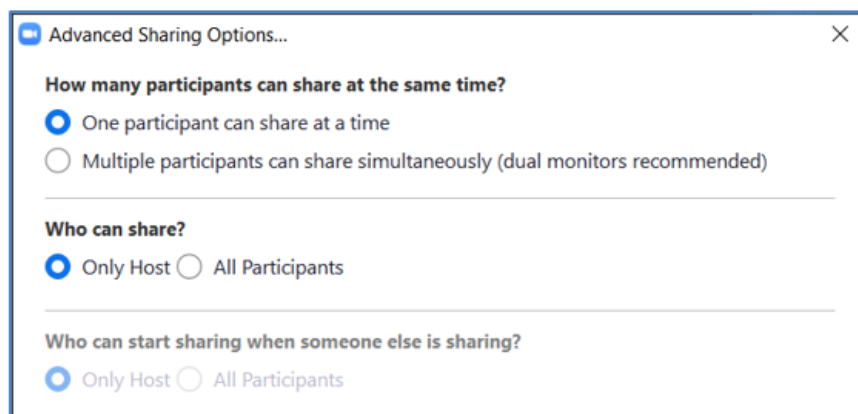 Advanced Sharing Options...
How many participants can share at the same time?
One participant can share at a time
Multiple participants can share simultaneously (dual monitors recommended)
Who can share?
Only Host All Participants
Who can start sharing when someone else is sharing?
Only Host All Participants